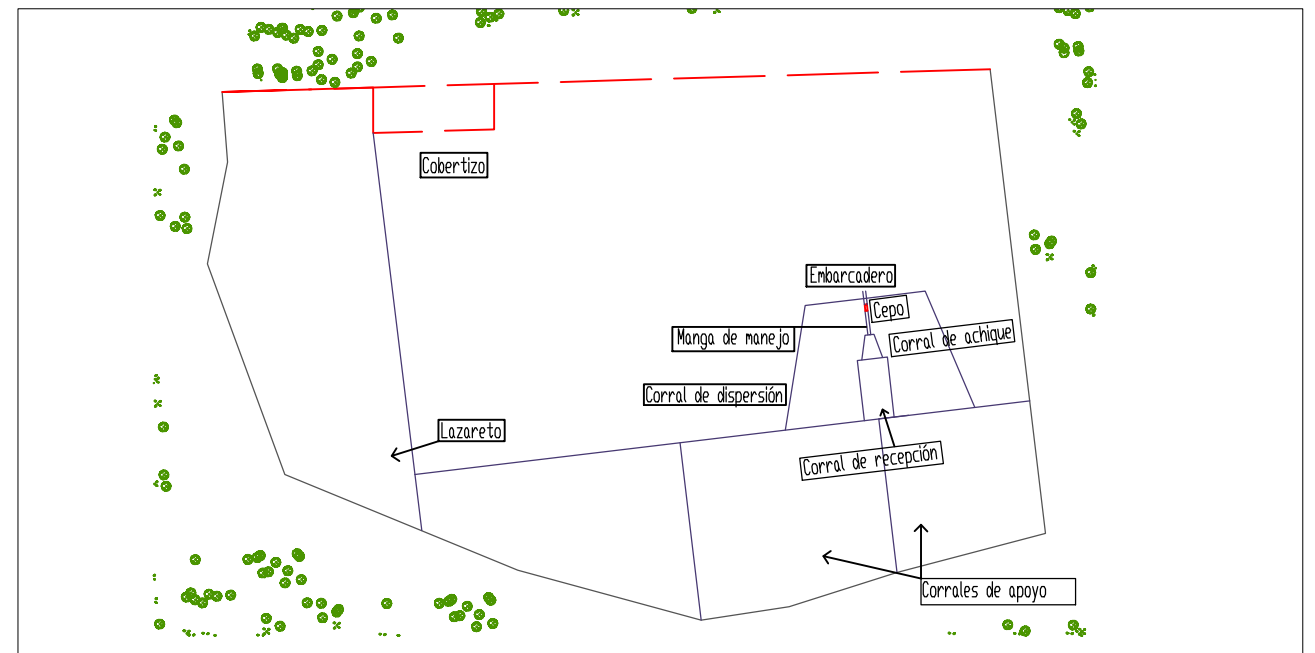 Cobertizo
Embarcadero
Cepo
Manga de manejo
Corral de achique
Corral de dispersión
Lazareto
Corral de recepción
Corrales de apoyo